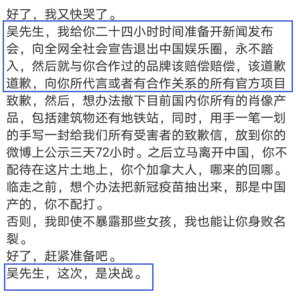 好了，我又快哭了。
吴先生，我给你二十四小时时间准备开新闻发布
会，向全网全社会宣告退出中国娱乐圈，永不踏
入，然后就与你合作过的品牌该赔偿赔偿，该道歉
道歉，向你所代言或者有合作关系的所有官方项目
致歉，然后，想办法撤下目前国内你所有的肖像产
品，包括建筑物还有地铁站，同时，用手一笔一划
的手写一封给我们所有受害者的致歉信，放到你的
微博上公示三天72小时。之后立马离开中国，你不
配待在这片土地上，你个加拿大人，哪来的回哪。
临走之前，想个办法把新冠疫苗抽出来，那是中国
产的，你不配打。
否则，我即使不暴露那些女孩，我也能让你身败名
裂。
好了，赶紧准备吧。
吴先生，这次，是决战。